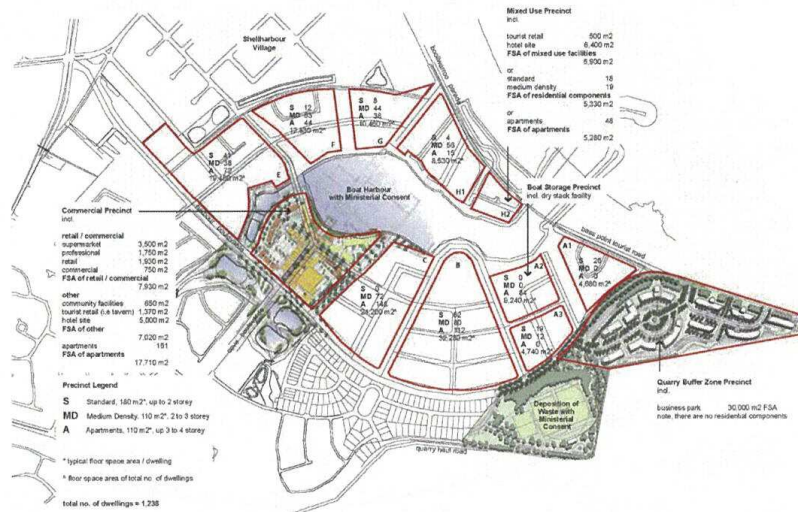 Mixed Use Precinct
incl.
tourist retail 500 m2
hotel site 6,400 m2
FSA of mixed use facilities
6,900 m2
or
standard 18
medium density 19
FSA of residential components
5,330 m2
or
apartments 48
FSA of apartments
5,280 m2
Shellharbour
Village
S 12
MD 63
A 44
F
S 8
MD 44
A 36
G
S 4
MD 56
A 15
8,530 m2^
H1
H2
MD 38
E
Boat Harbour
with Ministerial Consent
Boat Storage Precinct
incl. dry stack facility
bass point tourist road
Commercial Precinct
incl.
retail / commercial
supermarket 3,500 m2
professional 1,750 m2
retail 1,930 m2
commercial 750 m2
FSA of retail / commercial
7,930 m2
other
community facilities 650 m2
tourist retail (i.e tavern) 1,370 m2
hotel site 5,000 m2
FSA of other
7,020 m2
apartments 161
FSA of apartments
17,710 m2
C
S 0
MD 72
A 148
B
S 62
MD 80
A2
S 0
MD 0
A 84
9,240 m2^
A1
S 26
MD 0
A 0
4,680 m2^
A3
S 19
MD 12
A 0
4,740 m2^
Precinct Legend
S Standard, 180 m2*, up to 2 storey
MD Medium Density, 110 m2*, 2 to 3 storey
A Apartments, 110 m2*, up 3 to 4 storey
* typical floor space area / dwelling
^ floor space area of total no of dwellings
total no. of dwellings = 1,238
Deposition of
Waste with
Ministerial
Consent
quarry haul road
Quarry Buffer Zone Precinct
incl.
business park 30,000 m2 FSA
note, there are no residential components